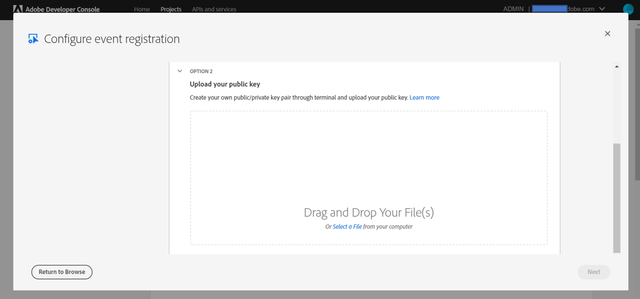 Adobe Developer Console
Home
Projects
APIs and services
ADMIN |
dobe.com
Configure event registration
OPTION 2
Upload your public key
Create your own public/private key pair through terminal and upload your public key. Learn more
Drag and Drop Your File(s)
Or Select a File from your computer
Return to Browse
Next